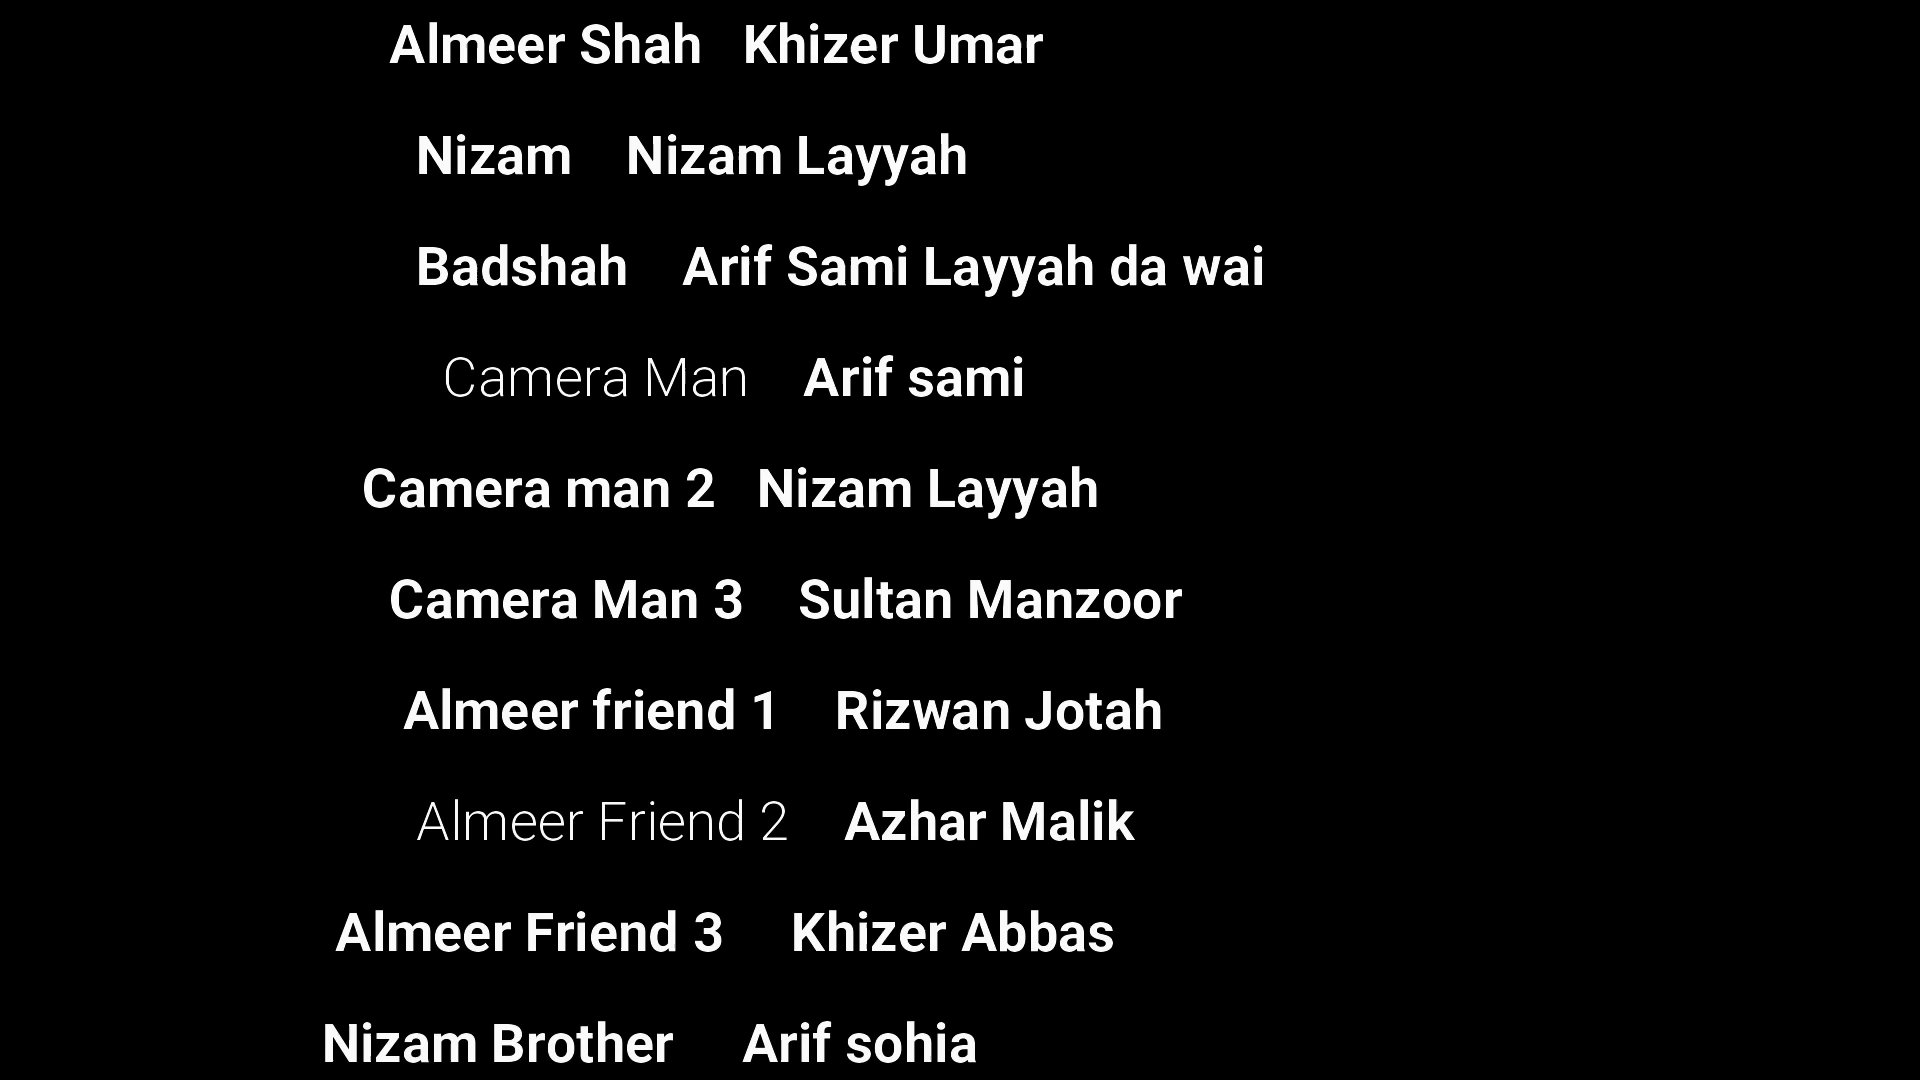 Almeer Shah Khizer Umar
Nizam Nizam Layyah
Badshah Arif Sami Layyah da wai
Camera Man Arif sami
Camera man 2 Nizam Layyah
Camera Man 3 Sultan Manzoor
Almeer friend 1 Rizwan Jotah
Almeer Friend 2 Azhar Malik
Almeer Friend 3 Khizer Abbas
Nizam Brother Arif sohia